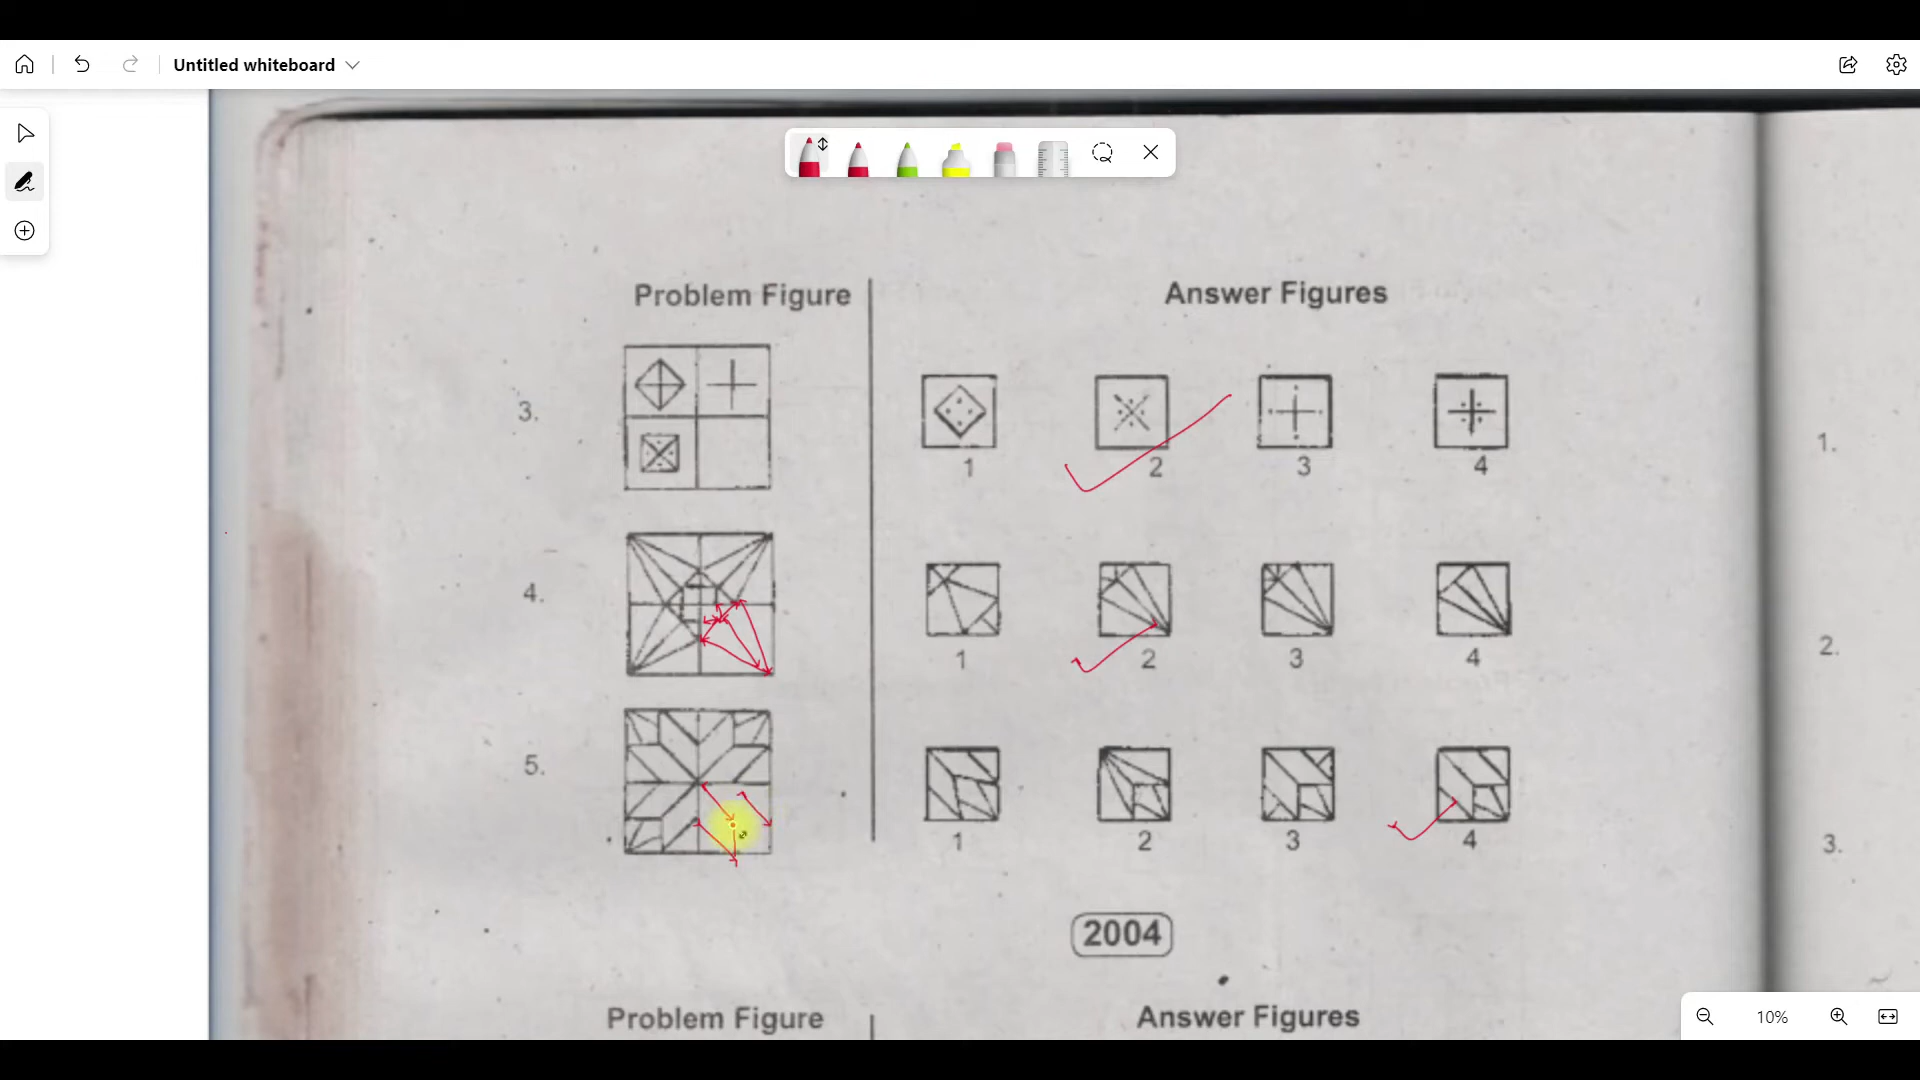 Untitled whiteboard
Problem Figure
Answer Figures
3.
1 2 3 4
4.
1 2 3 4
5.
1 2 3 4
2004
Problem Figure
Answer Figures
1.
2.
3.
10%